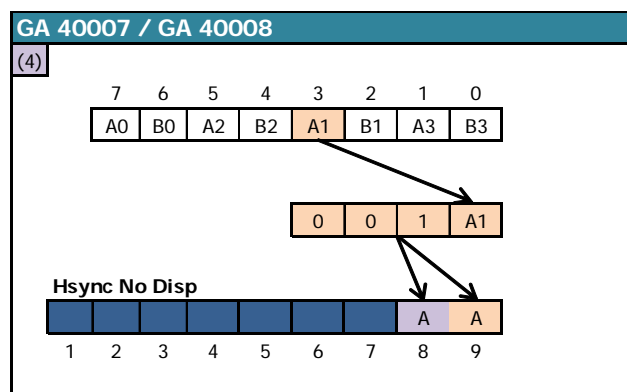 GA 40007 / GA 40008
(4)
7 6 5 4 3 2 1 0
A0 B0 A2 B2 A1 B1 A3 B3
0 0 1 A1
Hsync No Disp
A A
1 2 3 4 5 6 7 8 9